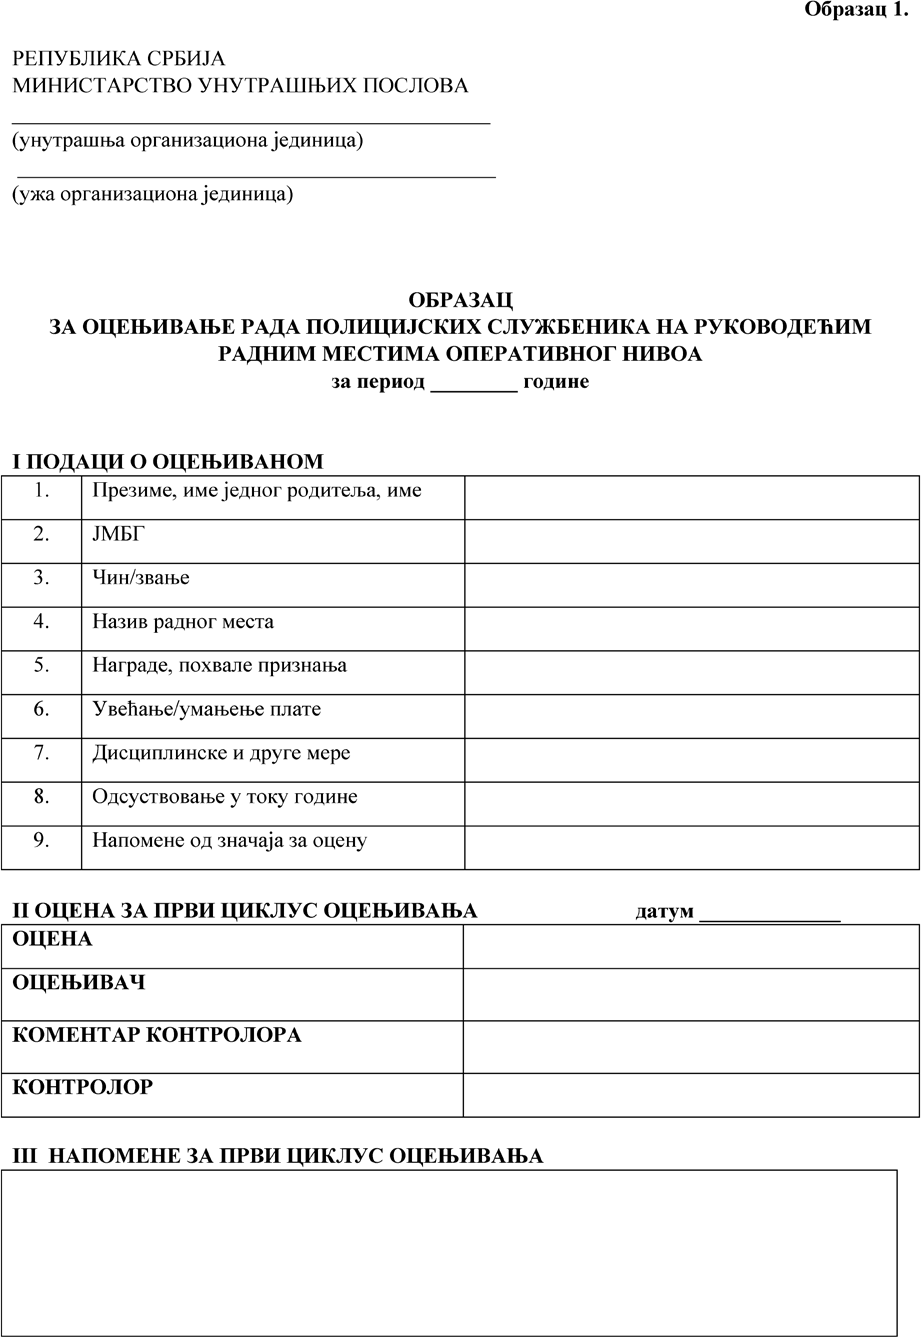 Образац 1.
РЕПУБЛИКА СРБИЈА
МИНИСТАРСТВО УНУТРАШЊИХ ПОСЛОВА
(унутрашња организациона јединица)
(ужа организациона јединица)
ОБРАЗАЦ
ЗА ОЦЕЊИВАЊЕ РАДА ПОЛИЦИЈСКИХ СЛУЖБЕНИКА НА РУКОВОДЕЋИМ
РАДНИМ МЕСТИМА ОПЕРАТИВНОГ НИВОА
за период ________ године
I ПОДАЦИ О ОЦЕЊИВАНОМ
1. Презиме, име једног родитеља, име
2. ЈМБГ
3. Чин/звање
4. Назив радног места
5. Награде, похвале признања
6. Увећање/умањење плате
7. Дисциплинске и друге мере
8. Одсуствовање у току године
9. Напомене од значаја за оцену
II ОЦЕНА ЗА ПРВИ ЦИКЛУС ОЦЕЊИВАЊА датум _____________
ОЦЕНА
ОЦЕЊИВАЧ
КОМЕНТАР КОНТРОЛОРА
КОНТРОЛОР
III НАПОМЕНЕ ЗА ПРВИ ЦИКЛУС ОЦЕЊИВАЊА